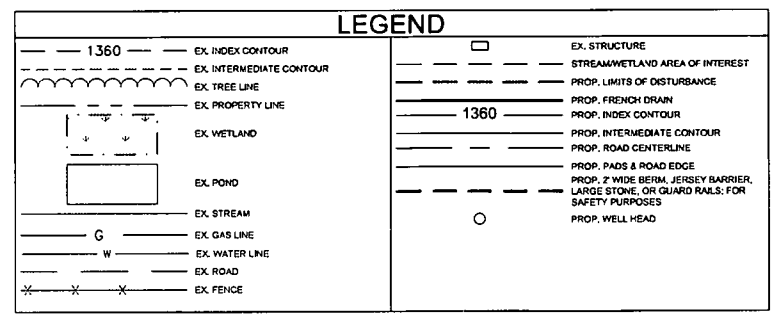 LEGEND
1360 EX. INDEX CONTOUR
EX. INTERMEDIATE CONTOUR
EX. TREE LINE
EX. PROPERTY LINE
EX. WETLAND
EX. POND
EX. STREAM
G EX. GAS LINE
W EX. WATER LINE
EX. ROAD
X X X EX. FENCE
EX. STRUCTURE
STREAM/WETLAND AREA OF INTEREST
PROP. LIMITS OF DISTURBANCE
PROP. FRENCH DRAIN
1360 PROP. INDEX CONTOUR
PROP. INTERMEDIATE CONTOUR
PROP. ROAD CENTERLINE
PROP. PADS & ROAD EDGE
PROP. 2' WIDE BERM, JERSEY BARRIER,
LARGE STONE, OR GUARD RAILS; FOR
SAFETY PURPOSES
PROP. WELL HEAD